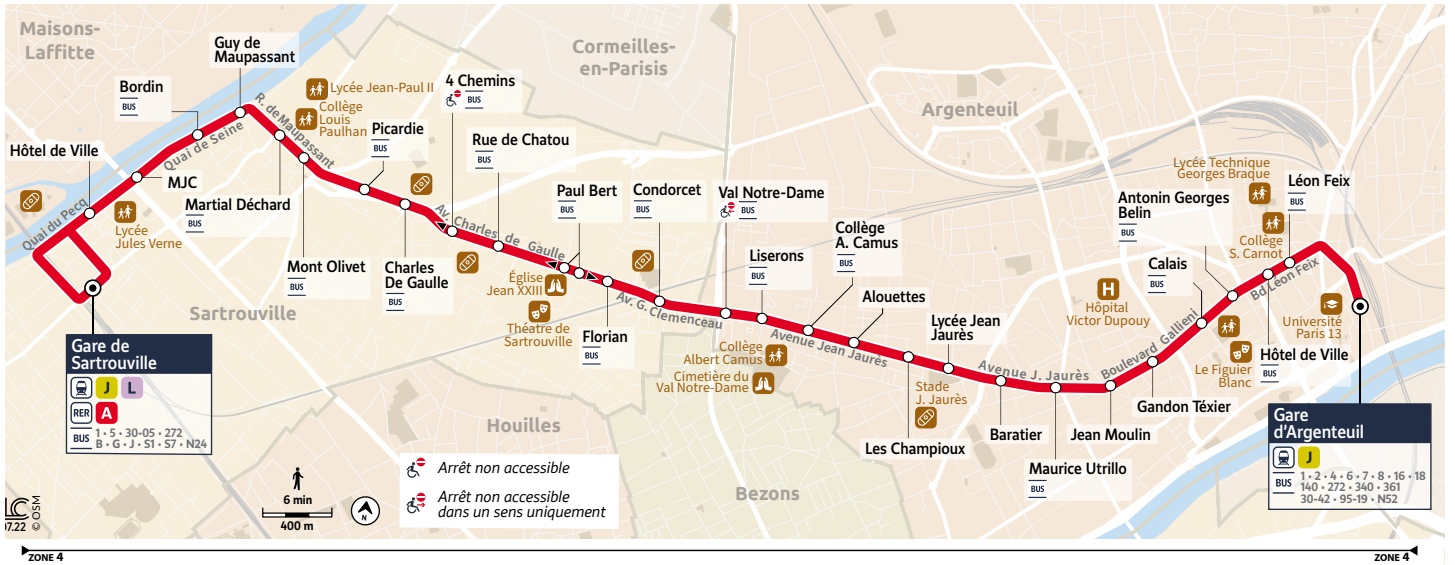 Maisons-
Laffitte
Cormeilles-
en-Parisis
Argenteuil
Sartrouville
Houilles
Bezons
Hôtel de Ville
BUS
MJC
Bordin
BUS
Guy de
Maupassant
Martial Déchard
BUS
Mont Olivet
BUS
Picardie
BUS
Charles
De Gaulle
BUS
4 Chemins
BUS
Rue de Chatou
BUS
Paul Bert
BUS
Florian
BUS
Condorcet
BUS
Val Notre-Dame
BUS
Liserons
BUS
Collège
A. Camus
BUS
Alouettes
Les Champioux
Lycée Jean
Jaurès
Baratier
Maurice Utrillo
BUS
Jean Moulin
Gandon Téxier
Calais
BUS
Antonin Georges
Belin
BUS
Hôtel de Ville
BUS
Léon Feix
BUS
Quai du Pecq
Quai de Seine
R. de Maupassant
Av. Charles de Gaulle
Av. G. Clemenceau
Avenue Jean Jaurès
Avenue J. Jaurès
Boulevard Gallieni
Bd Léon Feix
Lycée
Jules Verne
Lycée Jean-Paul II
Collège
Louis
Paulhan
Église
Jean XXIII
Théatre de
Sartrouville
Collège
Albert Camus
Cimetière du
Val Notre-Dame
Stade
J. Jaurès
H
Hôpital
Victor Dupouy
Lycée Technique
Georges Braque
Collège
S. Carnot
Le Figuier
Blanc
Université
Paris 13
Gare de
Sartrouville
J L
RER A
BUS 1 • 5 • 30-05 • 272
B • G • J • S1 • S7 • N24
Gare
d'Argenteuil
J
BUS 1 • 2 • 4 • 6 • 7 • 8 • 16 • 18
140 • 272 • 340 • 361
30-42 • 95-19 • N52
6 min
400 m
N
Arrêt non accessible
Arrêt non accessible
dans un sens uniquement
LC
07.22 © OSM
ZONE 4
ZONE 4